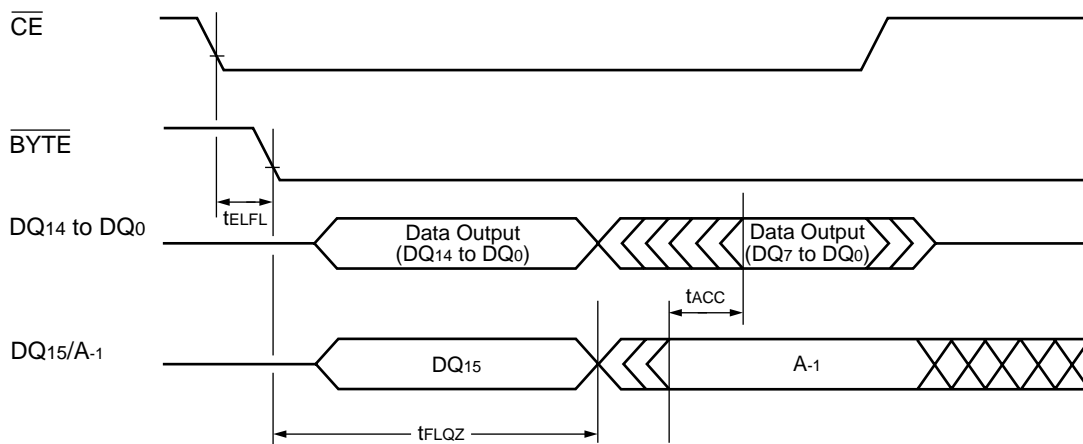 CE
BYTE
tELFL
DQ14 to DQ0
Data Output
(DQ14 to DQ0)
Data Output
(DQ7 to DQ0)
tACC
DQ15/A-1
DQ15
A-1
tFLQZ